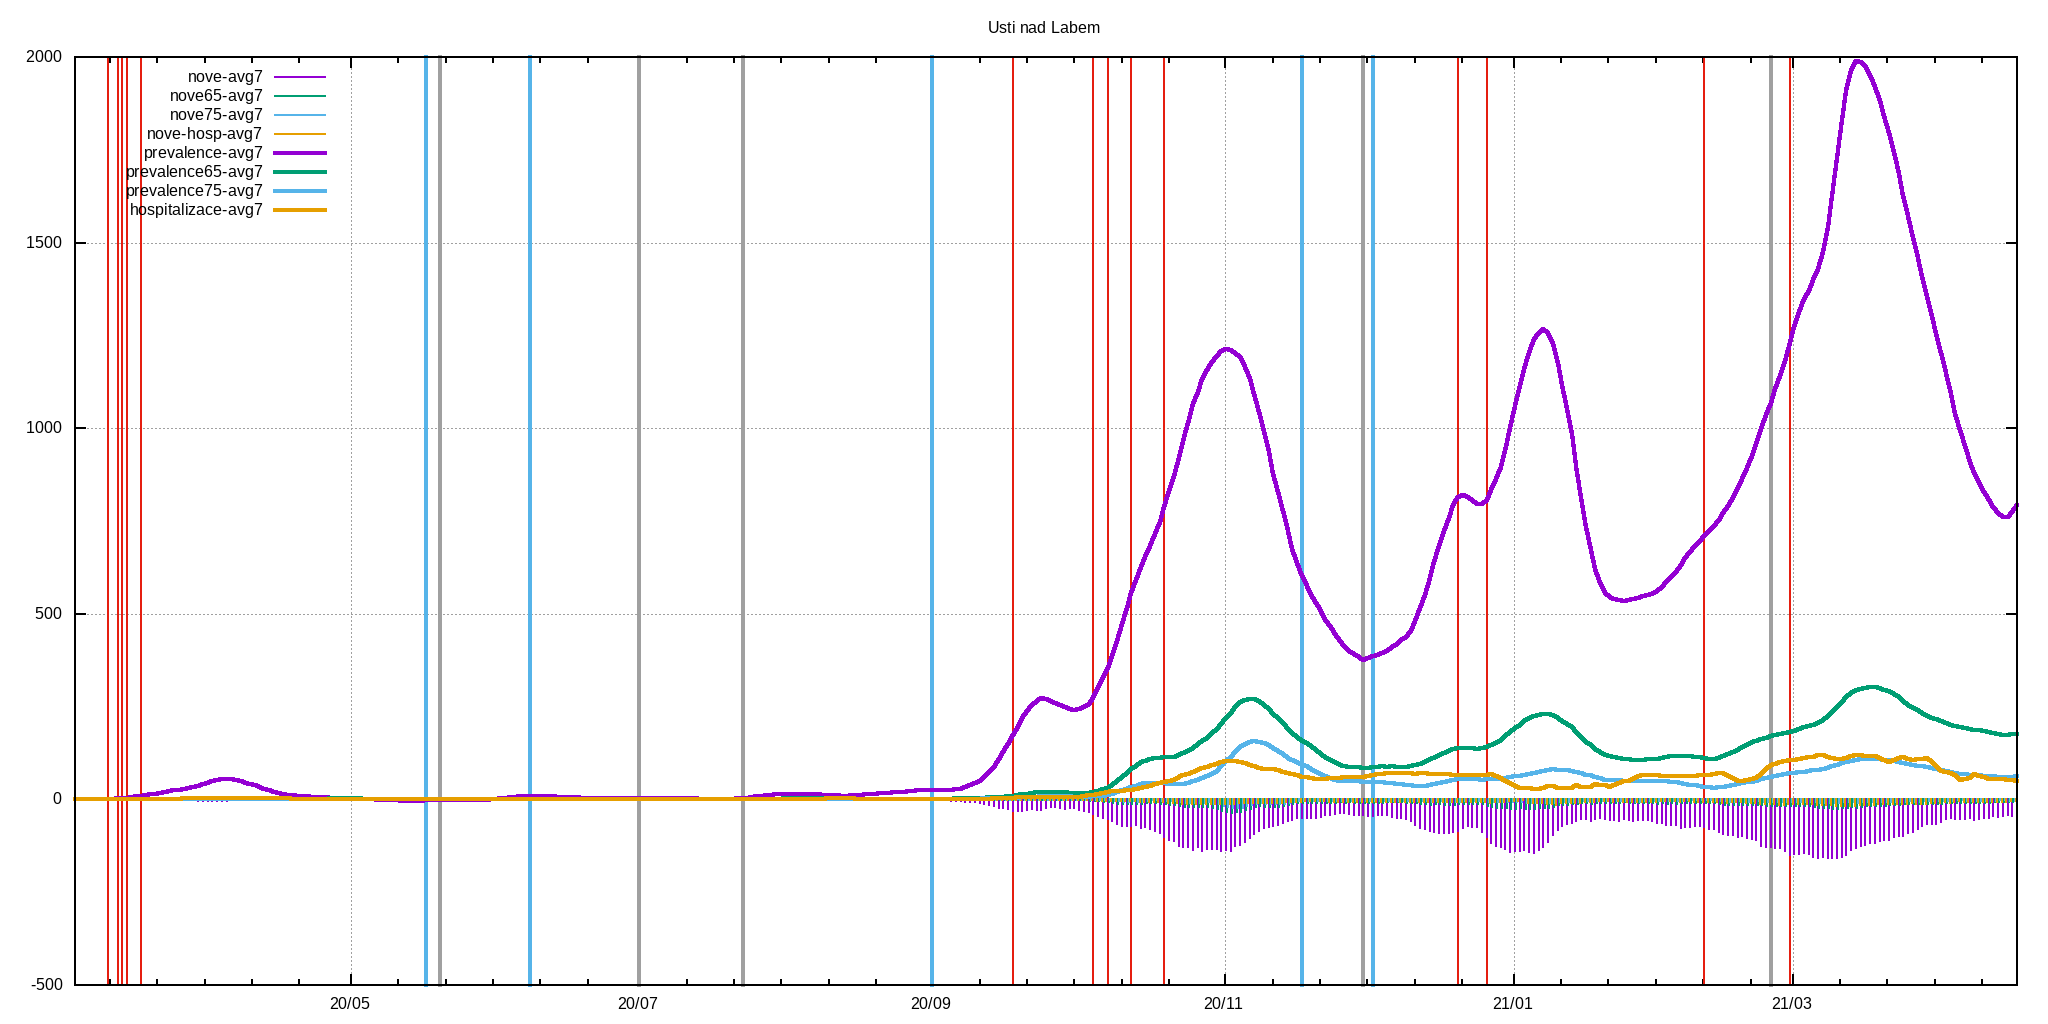 Usti nad Labem
2000
1500
1000
500
0
-500
nove-avg7
nove65-avg7
nove75-avg7
nove-hosp-avg7
prevalence-avg7
prevalence65-avg7
prevalence75-avg7
hospitalizace-avg7
20/05 20/07 20/09 20/11 21/01 21/03